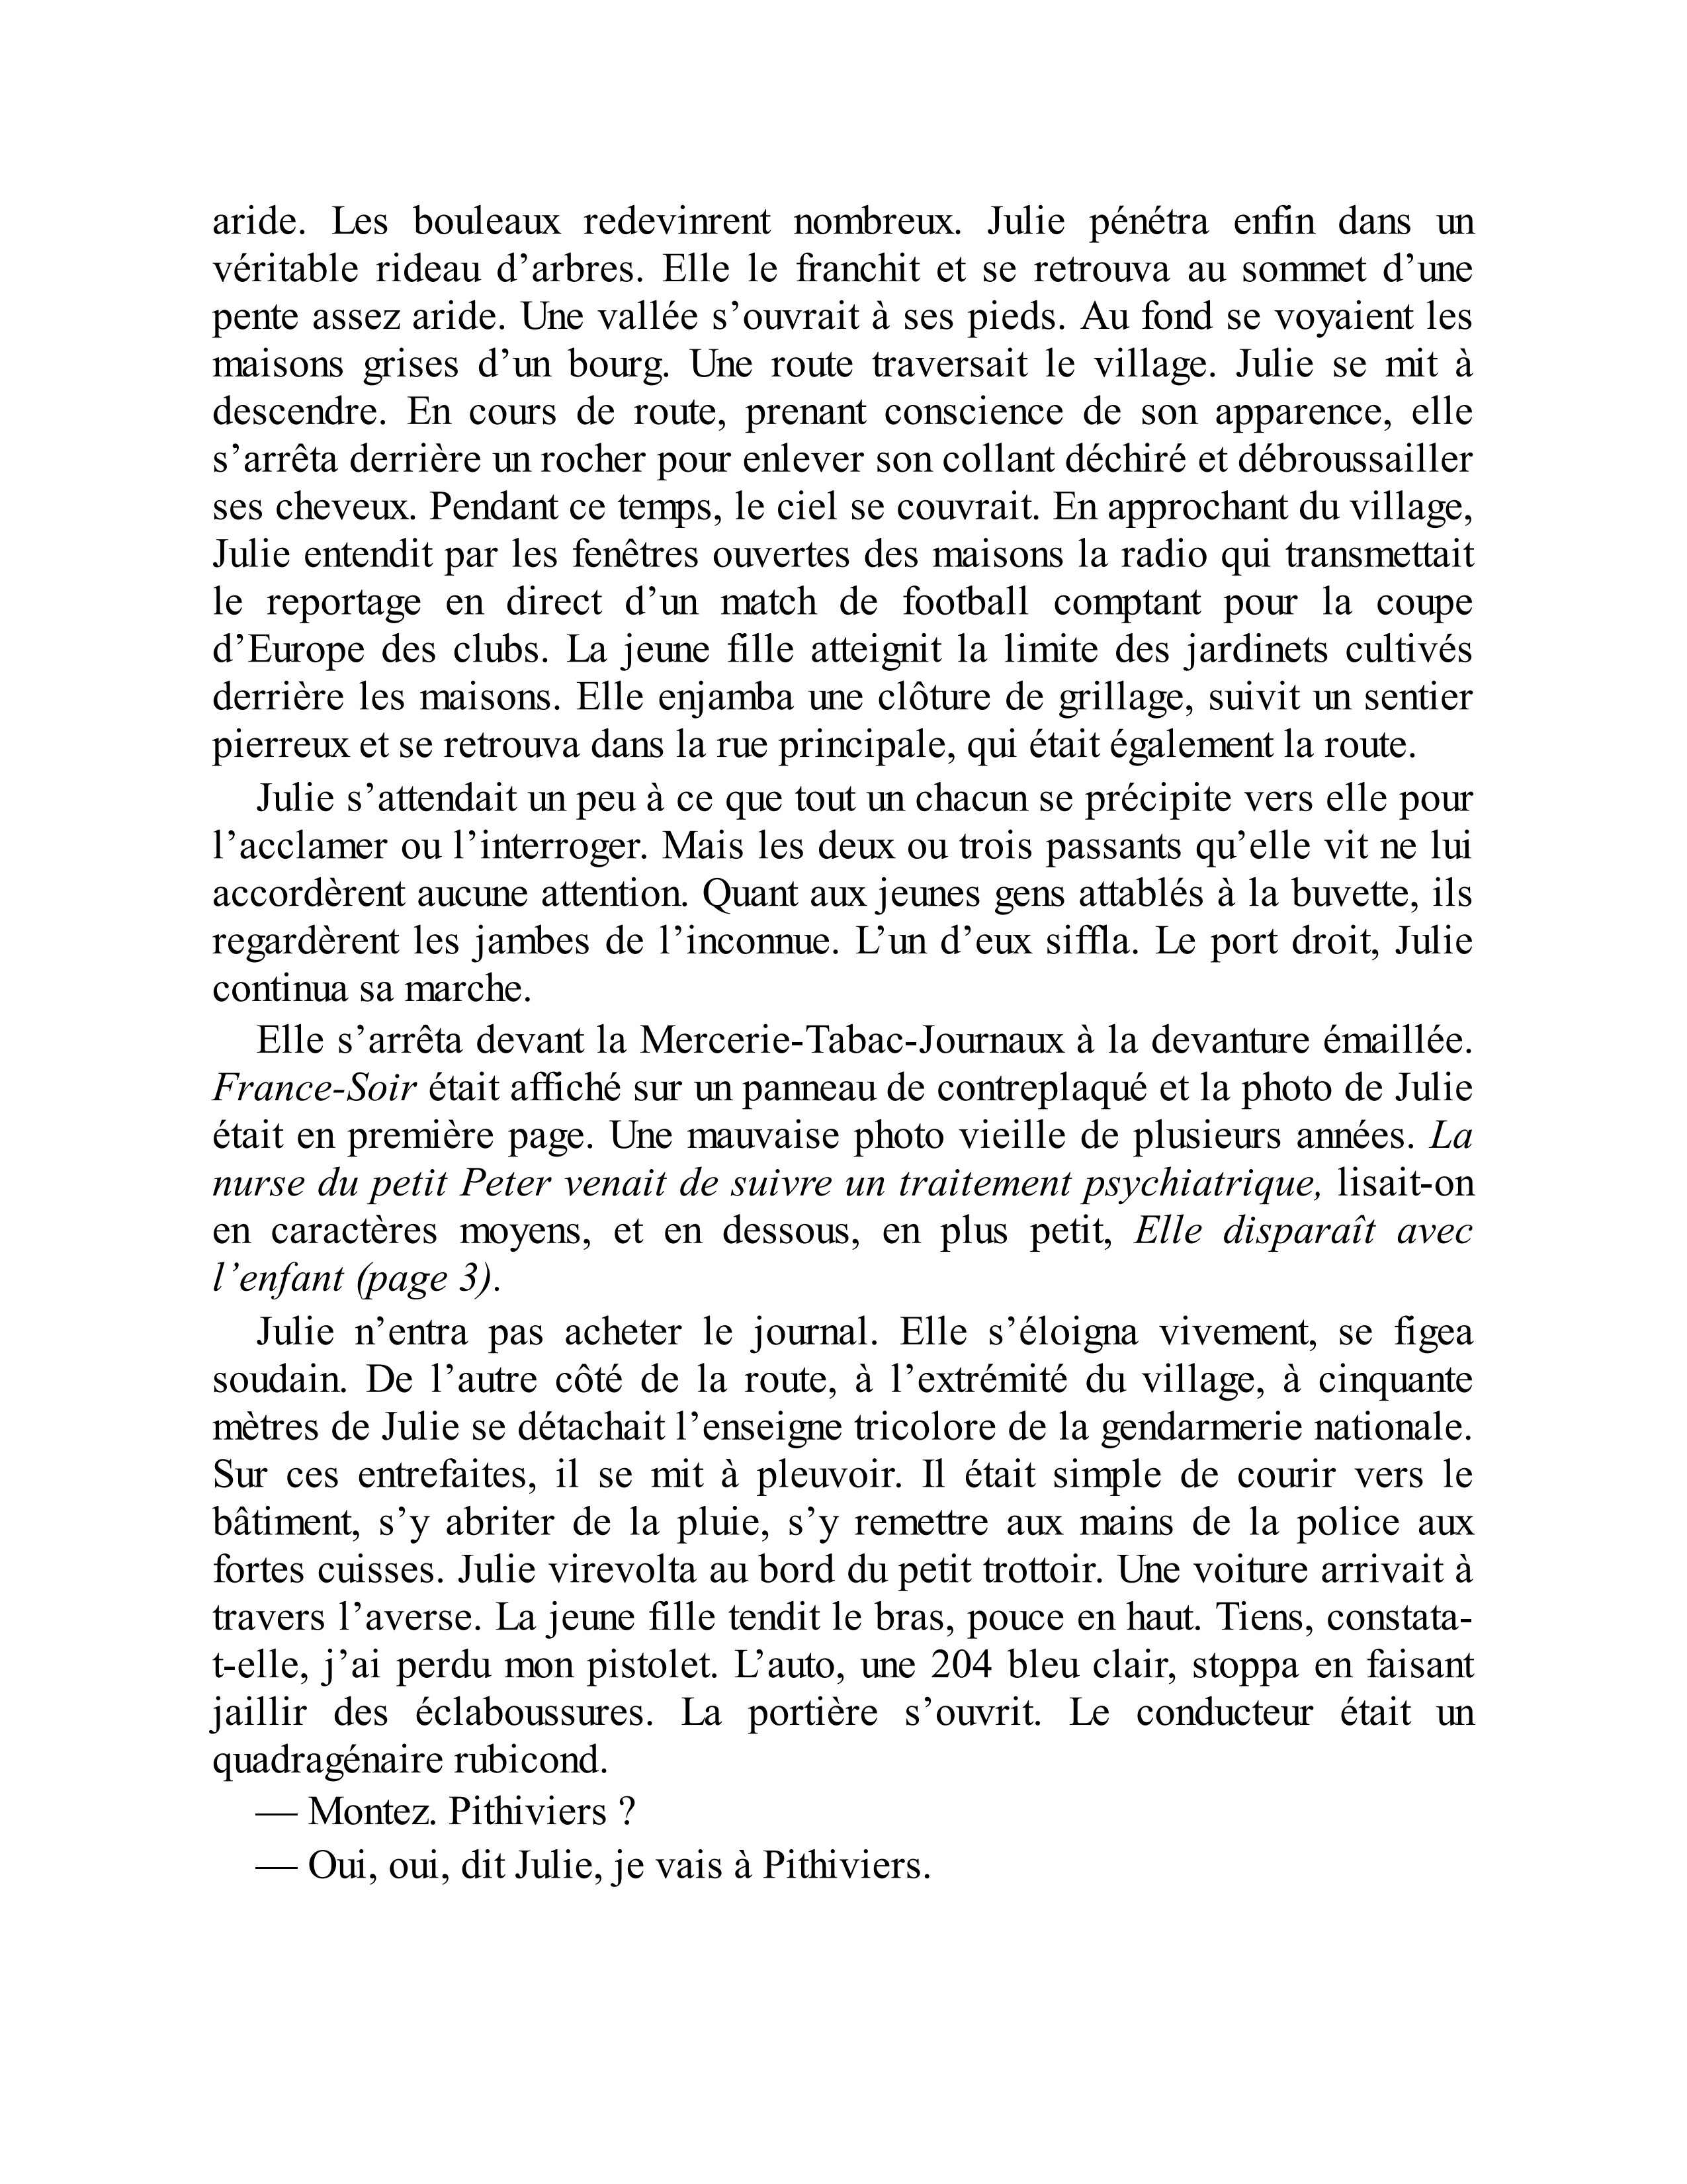 aride. Les bouleaux redevinrent nombreux. Julie pénétra enfin dans un
véritable rideau d’arbres. Elle le franchit et se retrouva au sommet d’une
pente assez aride. Une vallée s’ouvrait à ses pieds. Au fond se voyaient les
maisons grises d’un bourg. Une route traversait le village. Julie se mit à
descendre. En cours de route, prenant conscience de son apparence, elle
s’arrêta derrière un rocher pour enlever son collant déchiré et débroussailler
ses cheveux. Pendant ce temps, le ciel se couvrait. En approchant du village,
Julie entendit par les fenêtres ouvertes des maisons la radio qui transmettait
le reportage en direct d’un match de football comptant pour la coupe
d’Europe des clubs. La jeune fille atteignit la limite des jardinets cultivés
derrière les maisons. Elle enjamba une clôture de grillage, suivit un sentier
pierreux et se retrouva dans la rue principale, qui était également la route.
Julie s’attendait un peu à ce que tout un chacun se précipite vers elle pour
l’acclamer ou l’interroger. Mais les deux ou trois passants qu’elle vit ne lui
accordèrent aucune attention. Quant aux jeunes gens attablés à la buvette, ils
regardèrent les jambes de l’inconnue. L’un d’eux siffla. Le port droit, Julie
continua sa marche.
Elle s’arrêta devant la Mercerie-Tabac-Journaux à la devanture émaillée.
France-Soir était affiché sur un panneau de contreplaqué et la photo de Julie
était en première page. Une mauvaise photo vieille de plusieurs années. La
nurse du petit Peter venait de suivre un traitement psychiatrique, lisait-on
en caractères moyens, et en dessous, en plus petit, Elle disparaît avec
l’enfant (page 3).
Julie n’entra pas acheter le journal. Elle s’éloigna vivement, se figea
soudain. De l’autre côté de la route, à l’extrémité du village, à cinquante
mètres de Julie se détachait l’enseigne tricolore de la gendarmerie nationale.
Sur ces entrefaites, il se mit à pleuvoir. Il était simple de courir vers le
bâtiment, s’y abriter de la pluie, s’y remettre aux mains de la police aux
fortes cuisses. Julie virevolta au bord du petit trottoir. Une voiture arrivait à
travers l’averse. La jeune fille tendit le bras, pouce en haut. Tiens, constata-
t-elle, j’ai perdu mon pistolet. L’auto, une 204 bleu clair, stoppa en faisant
jaillir des éclaboussures. La portière s’ouvrit. Le conducteur était un
quadragénaire rubicond.
— Montez. Pithiviers ?
— Oui, oui, dit Julie, je vais à Pithiviers.